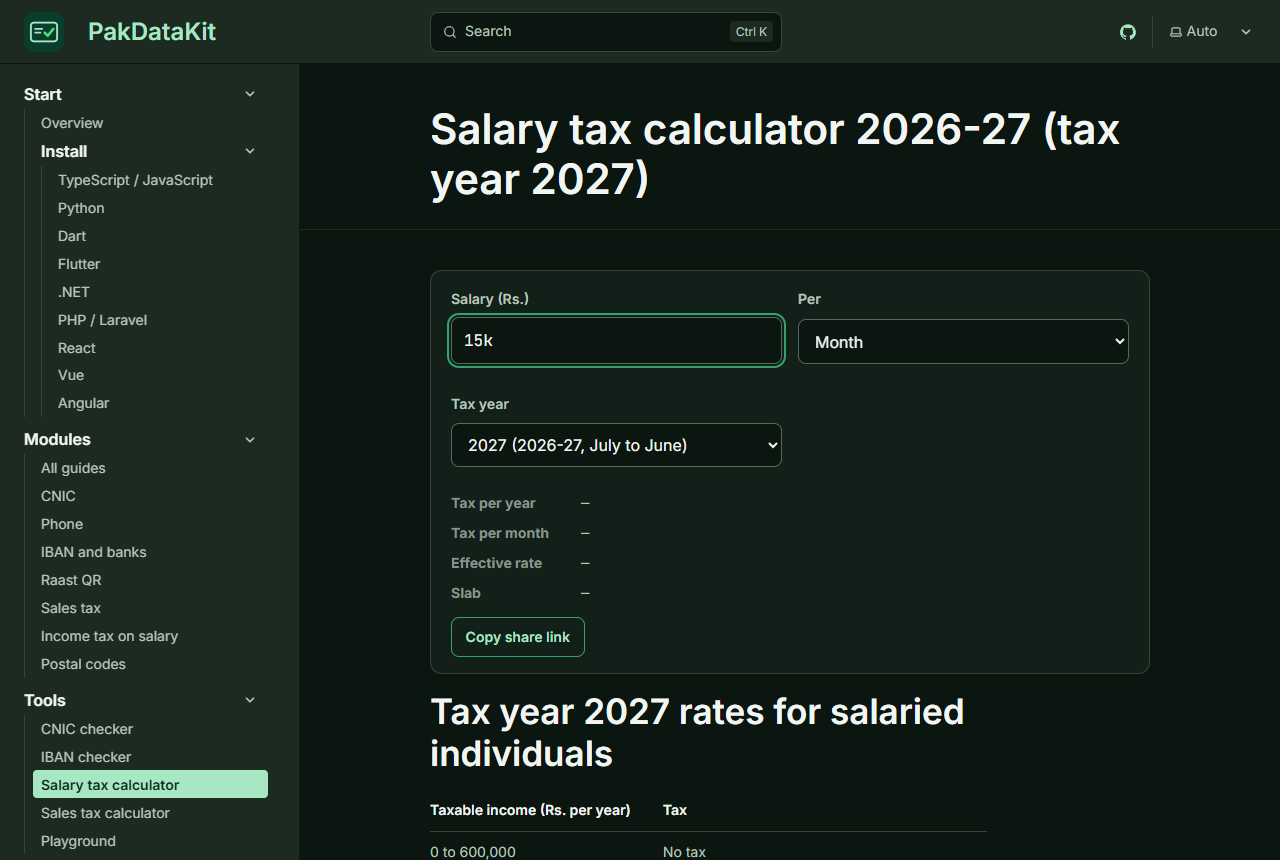 PakDataKit
Search
Ctrl K
Auto
Start
Overview
Install
TypeScript / JavaScript
Python
Dart
Flutter
.NET
PHP / Laravel
React
Vue
Angular
Modules
All guides
CNIC
Phone
IBAN and banks
Raast QR
Sales tax
Income tax on salary
Postal codes
Tools
CNIC checker
IBAN checker
Salary tax calculator
Sales tax calculator
Playground
Salary tax calculator 2026-27 (tax
year 2027)
Salary (Rs.)
Per
15k
Month
Tax year
2027 (2026-27, July to June)
Tax per year –
Tax per month –
Effective rate –
Slab –
Copy share link
Tax year 2027 rates for salaried
individuals
Taxable income (Rs. per year) Tax
0 to 600,000 No tax